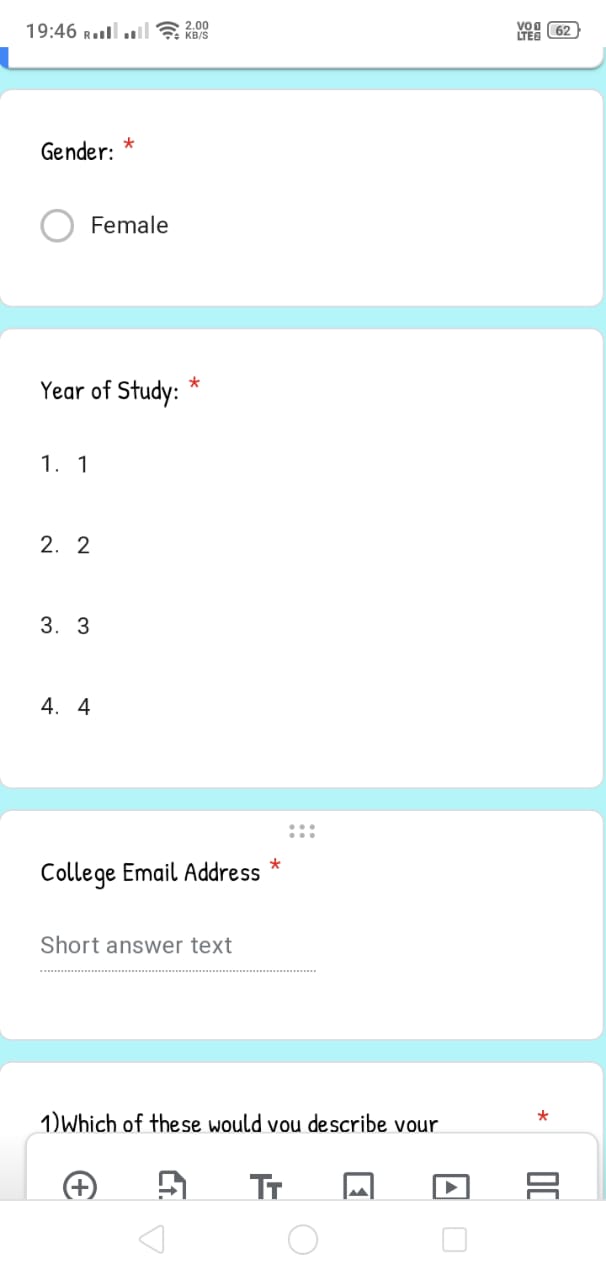 19:46 R 2.00 KB/S VO LTE 62
Gender: *
Female
Year of Study: *
1. 1
2. 2
3. 3
4. 4
College Email Address *
Short answer text
1)Which of these would you describe your *
TT